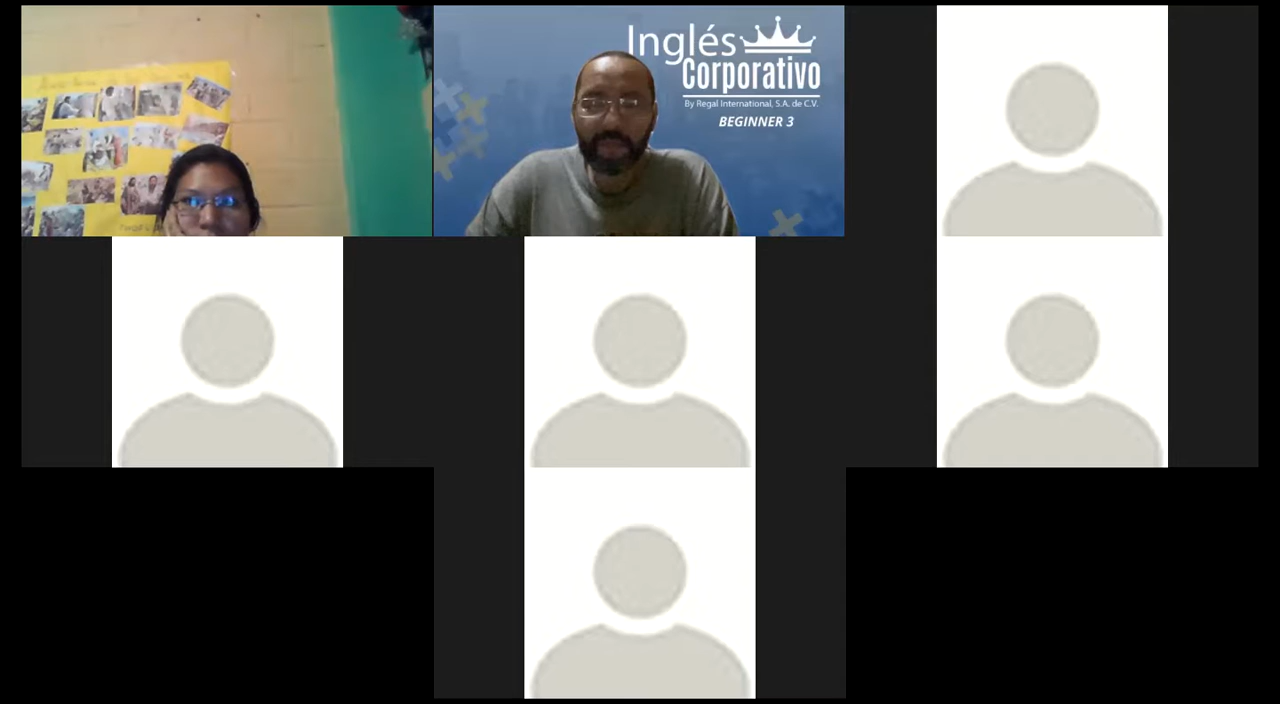 Inglés
Corporativo
By Regal International, S.A. de C.V.
BEGINNER 3